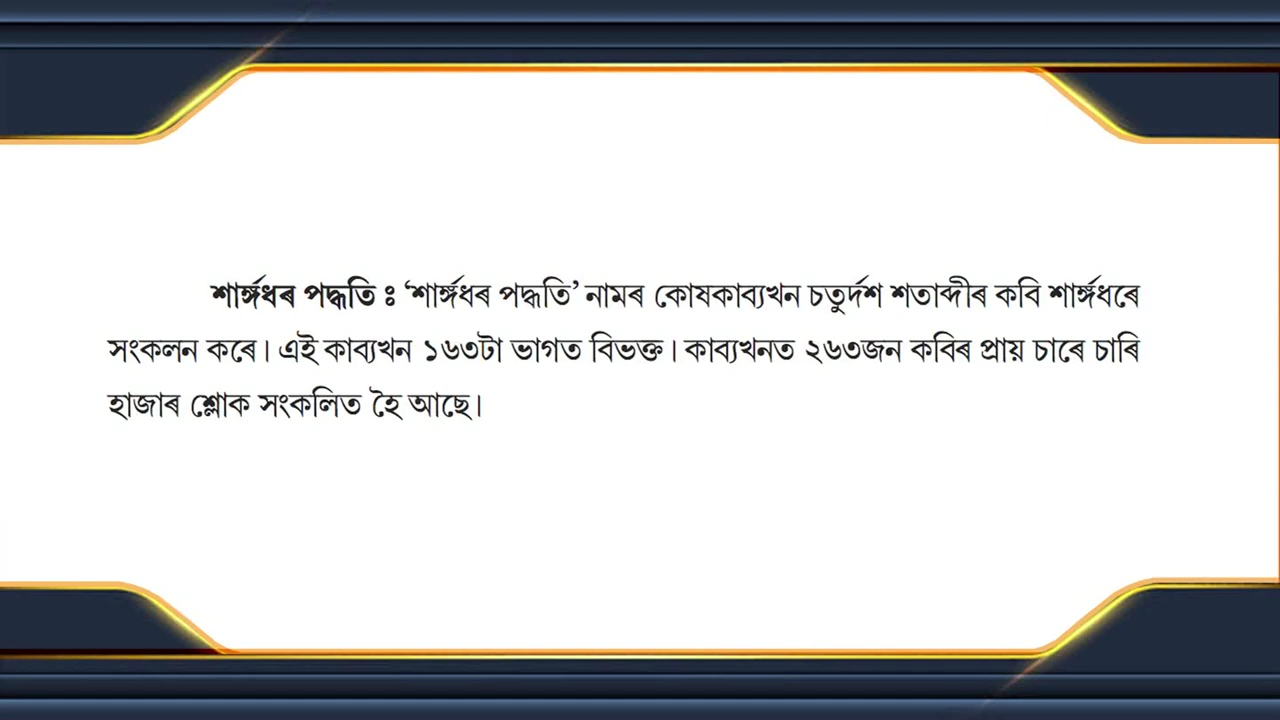 শাৰ্ঙ্গধৰ পদ্ধতি ঃ ‘শাৰ্ঙ্গধৰ পদ্ধতি’ নামৰ কোষকাব্যখন চতুৰ্দশ শতাব্দীৰ কবি শাৰ্ঙ্গধৰে
সংকলন কৰে। এই কাব্যখন ১৬৩টা ভাগত বিভক্ত। কাব্যখনত ২৬৩জন কবিৰ প্ৰায় চাৰে চাৰি
হাজাৰ শ্লোক সংকলিত হৈ আছে।